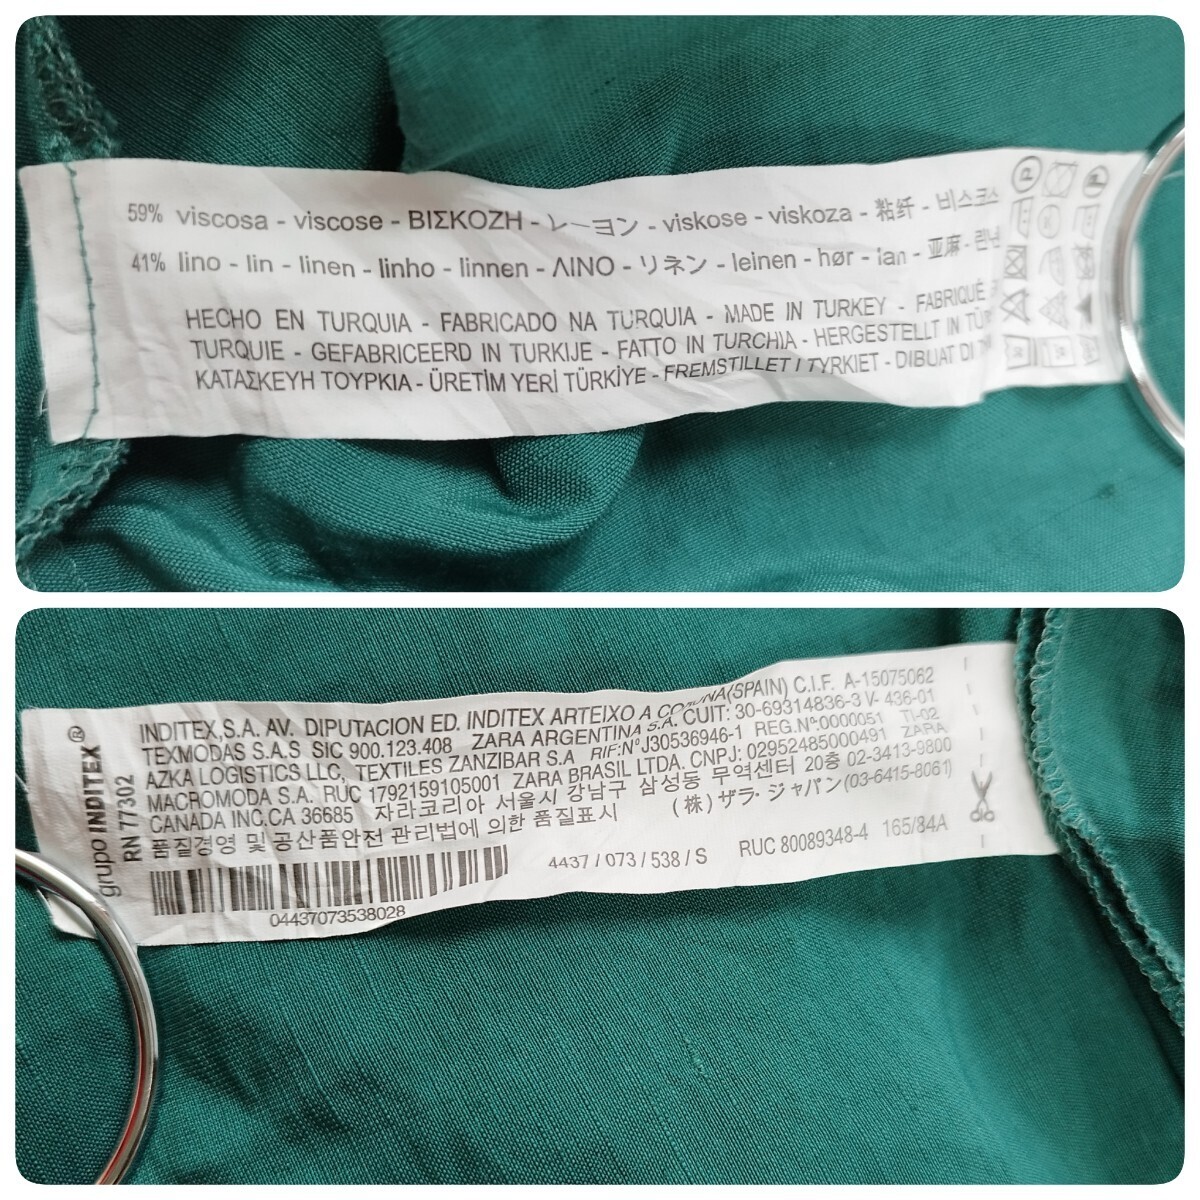 59% viscosa - viscose - ΒΙΣΚΟΖΗ - レーヨン - viskose - viskoza - 粘纤 - 비스코스
41% lino - lin - linen - linho - linnen - ΛΙΝΟ - リネン - leinen - hør - lan - 亚麻 - 린넨
HECHO EN TURQUIA - FABRICADO NA TURQUIA - MADE IN TURKEY - FABRIQUÉ
TURQUIE - GEFABRICEERD IN TURKIJE - FATTO IN TURCHIA - HERGESTELLT IN TÜR
ΚΑΤΑΣΚΕΥΗ ΤΟΥΡΚΙΑ - ÜRETİM YERİ TÜRKİYE - FREMSTILLET I TYRKIET - DIBUAT DI
grupo INDITEX®
RN 77302
INDITEX,S.A. AV. DIPUTACION ED. INDITEX ARTEIXO A (SPAIN) C.I.F. A-15075062
TEXMODAS S.A.S SIC 900.123.408 ZARA ARGENTINA S.A. CUIT: 30-69314836-3 V- 436-01
AZKA LOGISTICS LLC, TEXTILES ZANZIBAR S.A RIF:Nº J30536946-1 REG.Nº:0000051 TI-02
MACROMODA S.A. RUC 1792159105001 ZARA BRASIL LTDA. CNPJ: 02952485000491 ZARA
CANADA INC.CA 36685 자라코리아 서울시 강남구 삼성동 무역센터 20층 02-3413-9800
품질경영 및 공산품안전 관리법에 의한 품질표시 (株) ザラ・ジャパン(03-6415-8061)
4437 / 073 / 538 / S RUC 80089348-4 165/84A
04437073538028